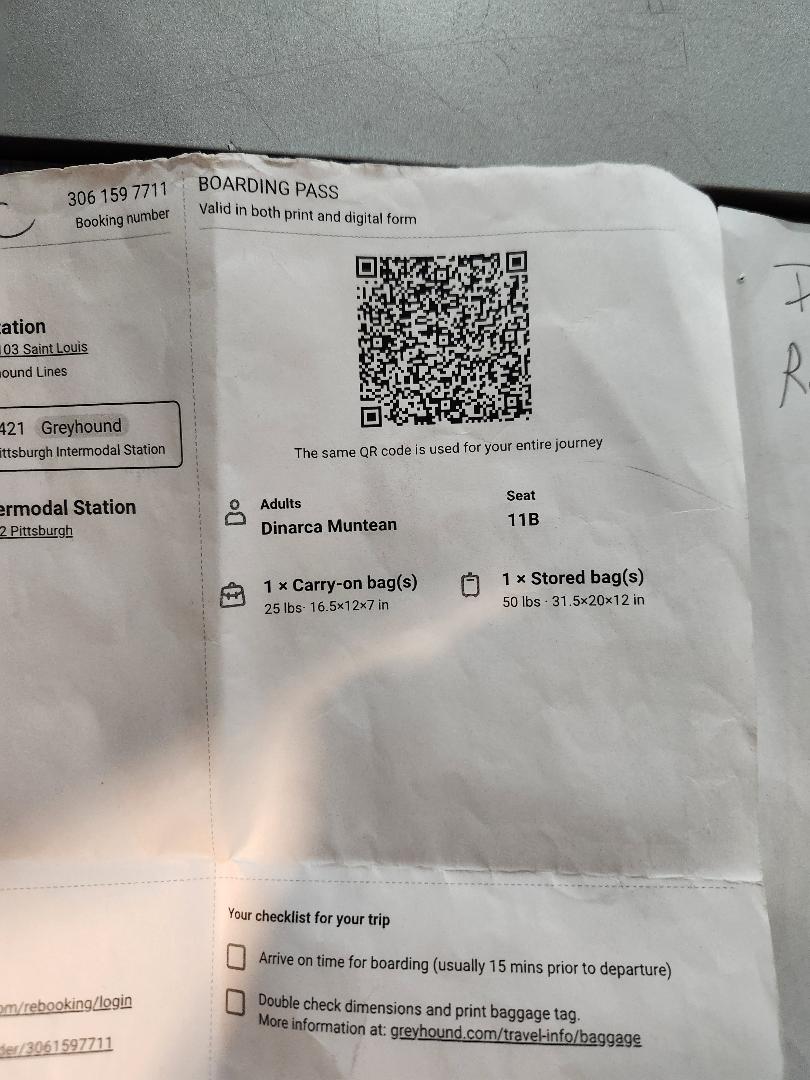 306 159 7711
Booking number
BOARDING PASS
Valid in both print and digital form
ation
103 Saint Louis
ound Lines
421 Greyhound
ittsburgh Intermodal Station
ermodal Station
2 Pittsburgh
The same QR code is used for your entire journey
Adults
Dinarca Muntean
Seat
11B
1 × Carry-on bag(s)
25 lbs· 16.5×12×7 in
1 × Stored bag(s)
50 lbs · 31.5×20×12 in
Your checklist for your trip
Arrive on time for boarding (usually 15 mins prior to departure)
Double check dimensions and print baggage tag.
More information at: greyhound.com/travel-info/baggage
om/rebooking/login
der/3061597711